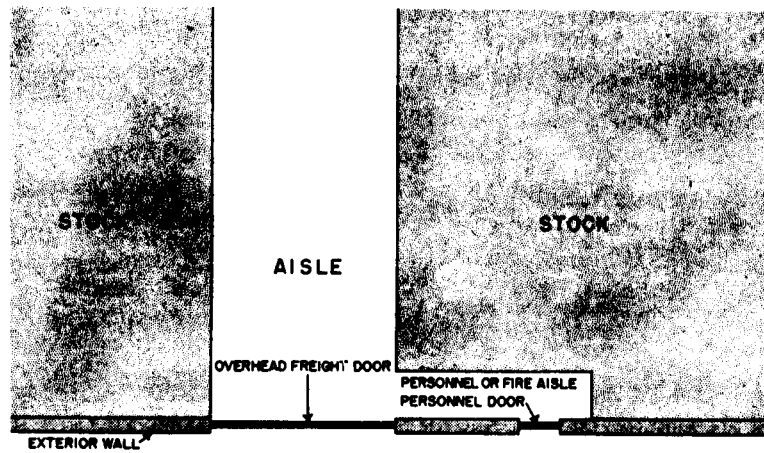 STOCK
STOCK
AISLE
OVERHEAD FREIGHT DOOR
PERSONNEL OR FIRE AISLE
PERSONNEL DOOR
EXTERIOR WALL